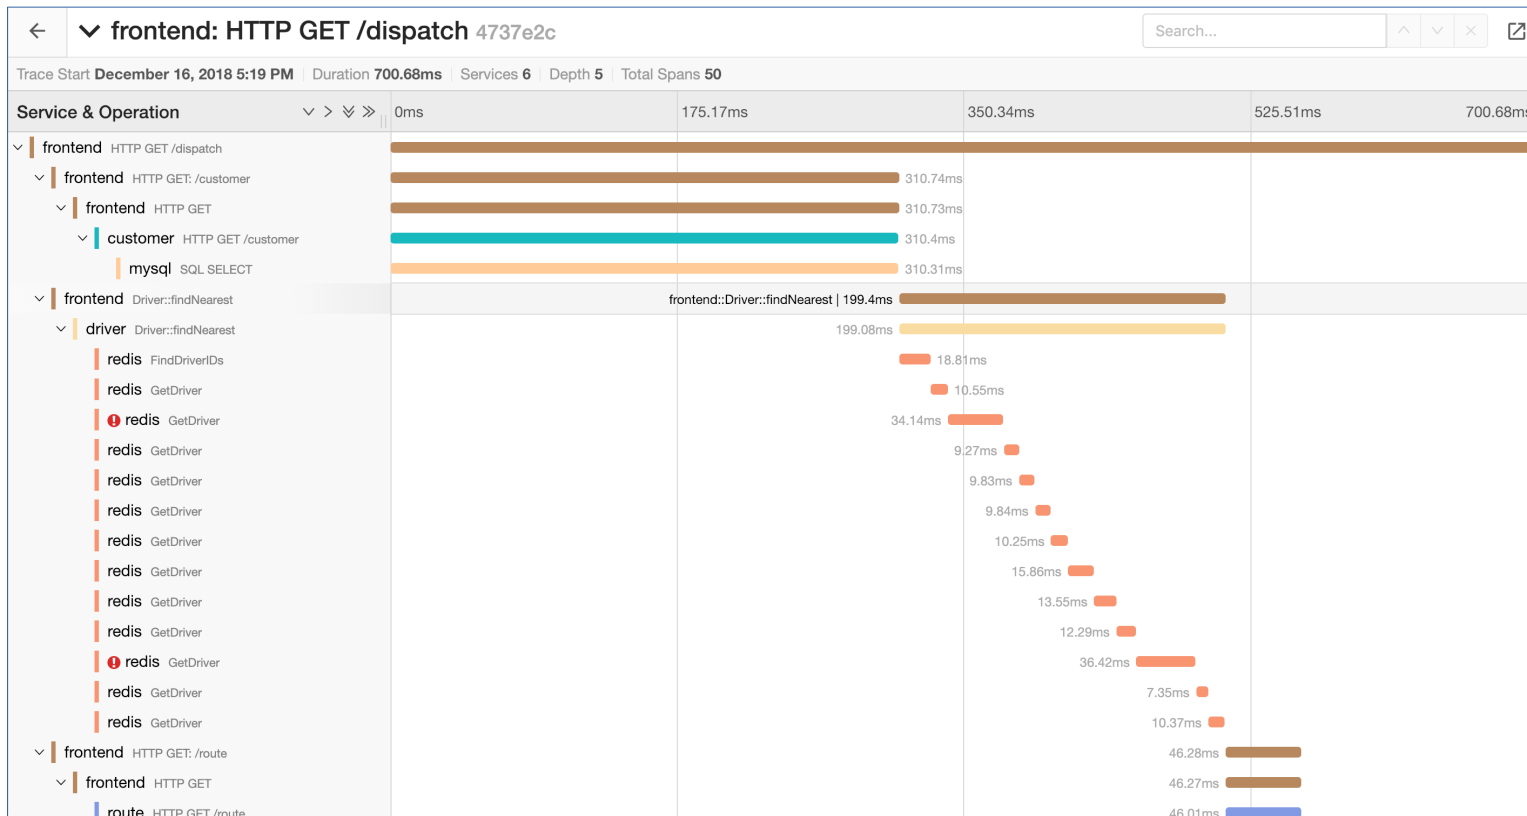 frontend: HTTP GET /dispatch 4737e2c Search...
Trace Start December 16, 2018 5:19 PM Duration 700.68ms Services 6 Depth 5 Total Spans 50
Service & Operation 0ms 175.17ms 350.34ms 525.51ms 700.68ms
frontend HTTP GET /dispatch
frontend HTTP GET: /customer 310.74ms
frontend HTTP GET 310.73ms
customer HTTP GET /customer 310.4ms
mysql SQL SELECT 310.31ms
frontend Driver::findNearest frontend::Driver::findNearest | 199.4ms
driver Driver::findNearest 199.08ms
redis FindDriverIDs 18.81ms
redis GetDriver 10.55ms
redis GetDriver 34.14ms
redis GetDriver 9.27ms
redis GetDriver 9.83ms
redis GetDriver 9.84ms
redis GetDriver 10.25ms
redis GetDriver 15.86ms
redis GetDriver 13.55ms
redis GetDriver 12.29ms
redis GetDriver 36.42ms
redis GetDriver 7.35ms
redis GetDriver 10.37ms
frontend HTTP GET: /route 46.28ms
frontend HTTP GET 46.27ms
route HTTP GET /route 46.01ms